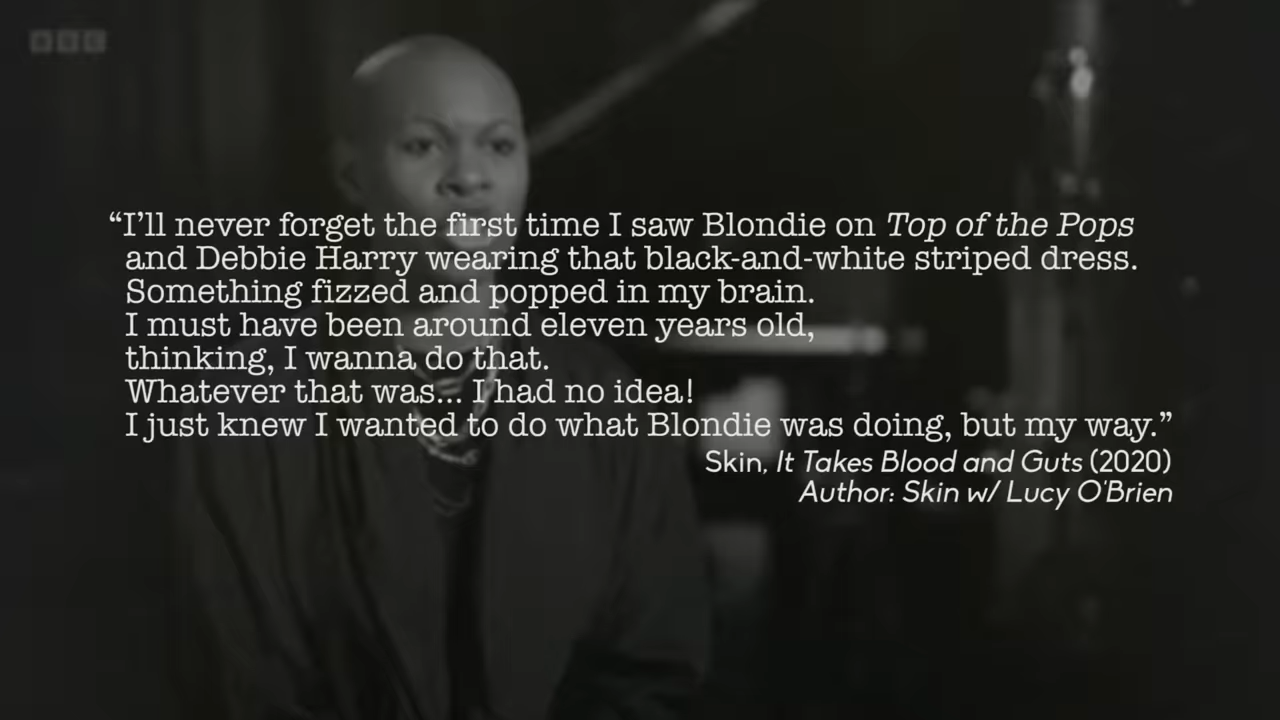 BBC
“I’ll never forget the first time I saw Blondie on Top of the Pops
and Debbie Harry wearing that black-and-white striped dress.
Something fizzed and popped in my brain.
I must have been around eleven years old,
thinking, I wanna do that.
Whatever that was... I had no idea!
I just knew I wanted to do what Blondie was doing, but my way.”
Skin, It Takes Blood and Guts (2020)
Author: Skin w/ Lucy O'Brien